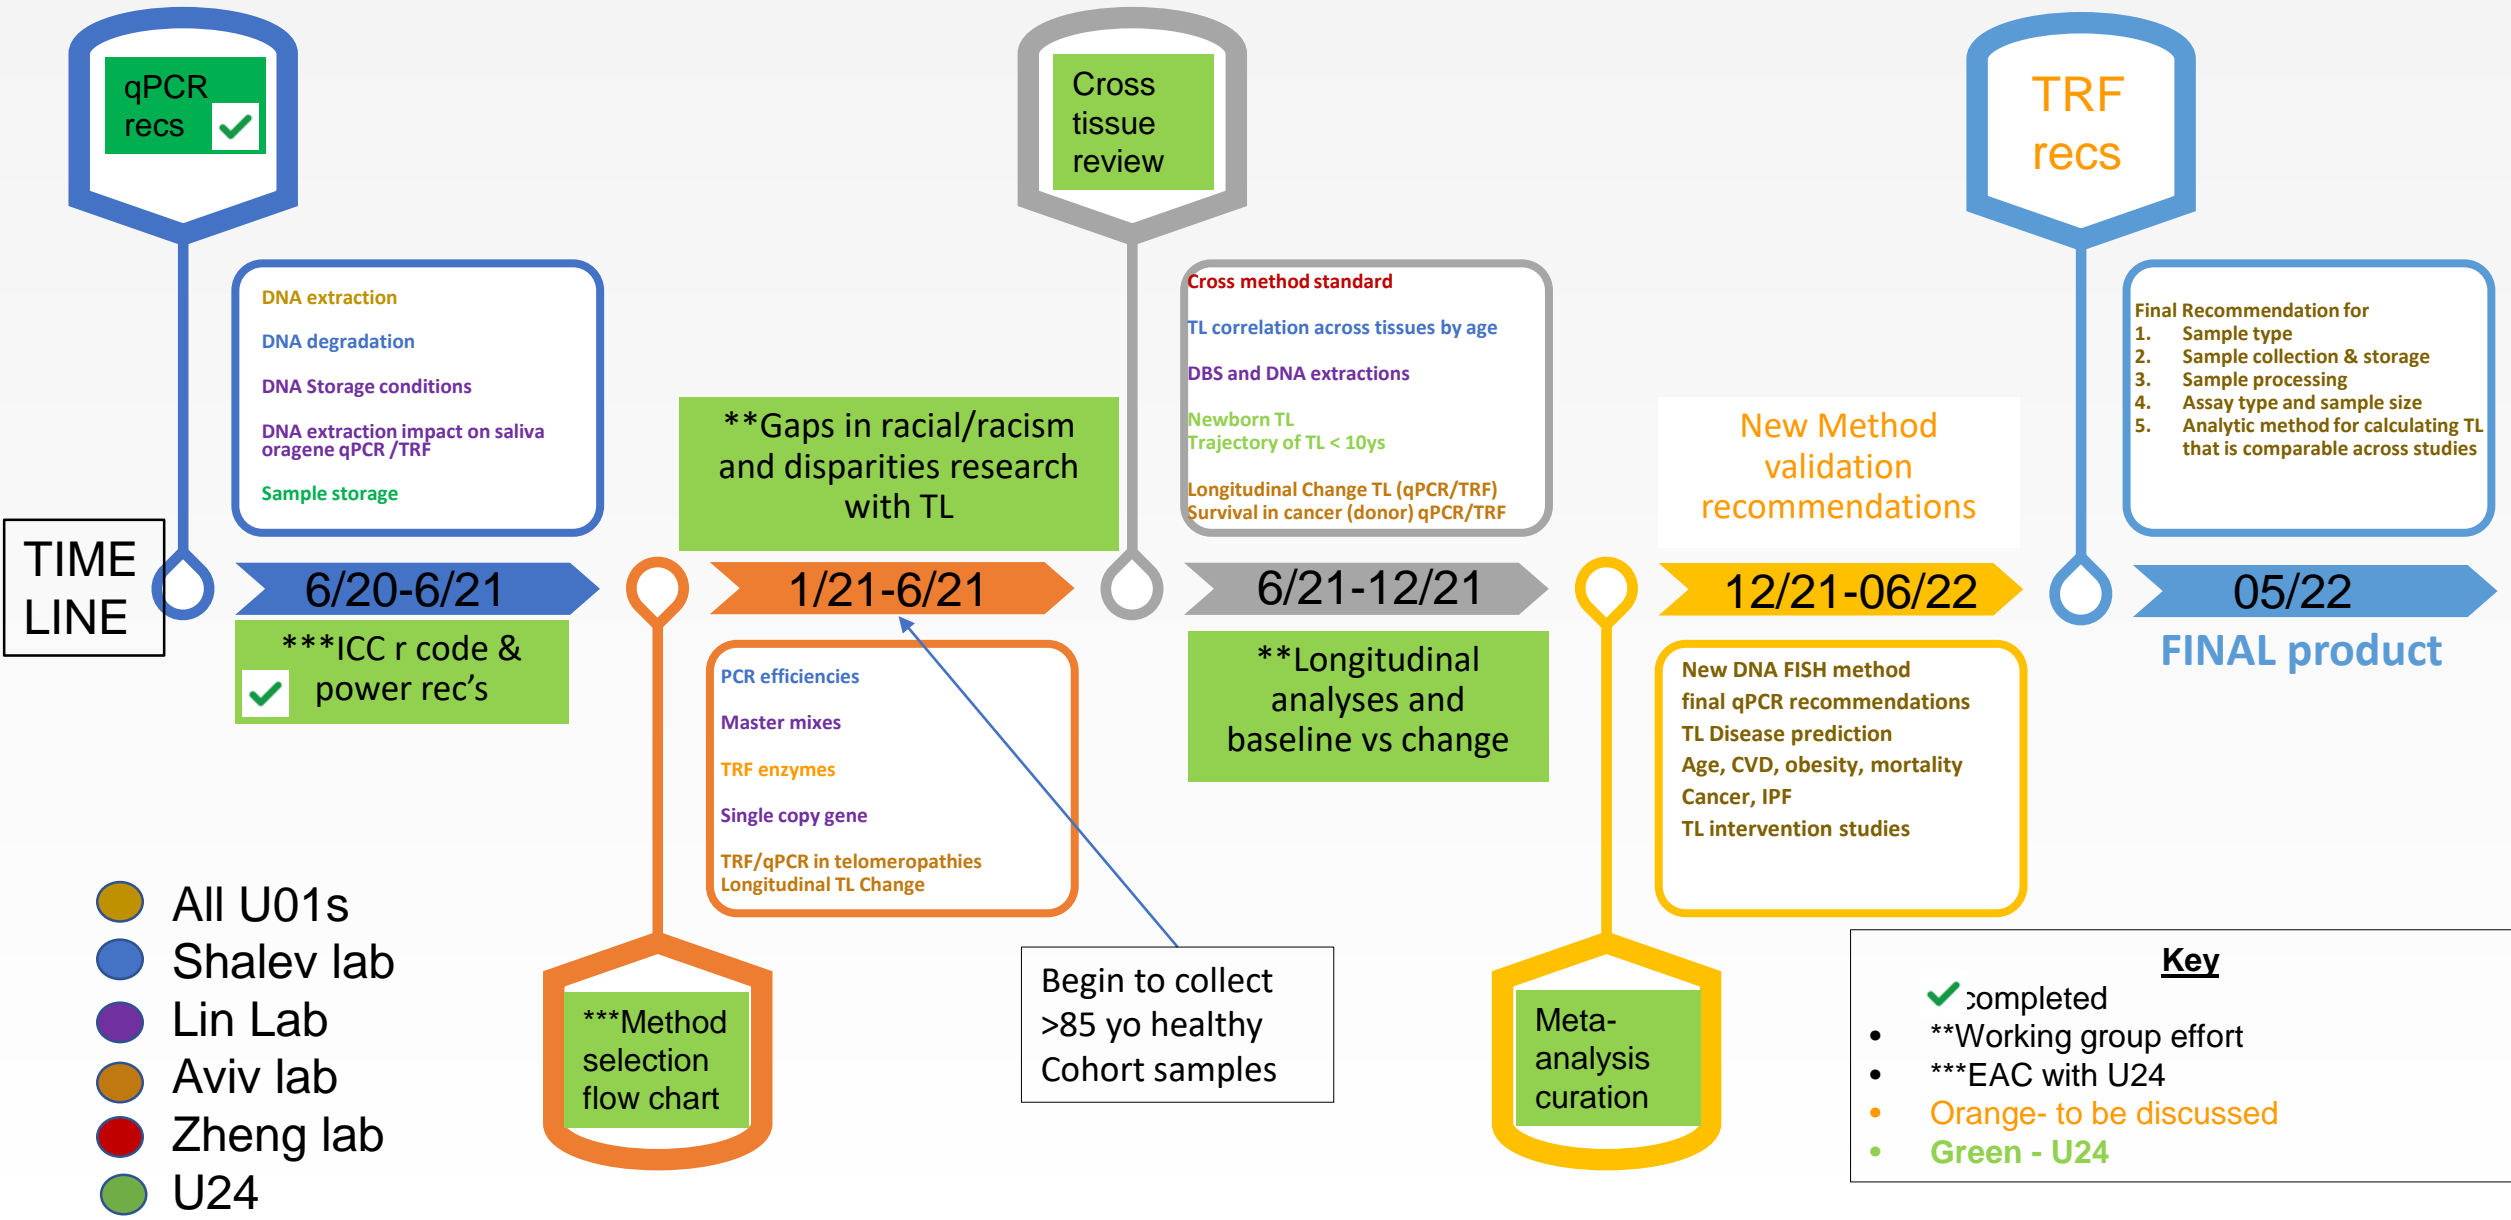 qPCR
recs
Cross
tissue
review
TRF
recs
DNA extraction
DNA degradation
DNA Storage conditions
DNA extraction impact on saliva
oragene qPCR /TRF
Sample storage
**Gaps in racial/racism
and disparities research
with TL
Cross method standard
TL correlation across tissues by age
DBS and DNA extractions
Newborn TL
Trajectory of TL < 10ys
Longitudinal Change TL (qPCR/TRF)
Survival in cancer (donor) qPCR/TRF
New Method
validation
recommendations
Final Recommendation for
1. Sample type
2. Sample collection & storage
3. Sample processing
4. Assay type and sample size
5. Analytic method for calculating TL
that is comparable across studies
TIME
LINE
6/20-6/21
1/21-6/21
6/21-12/21
12/21-06/22
05/22
***ICC r code &
power rec's
PCR efficiencies
Master mixes
TRF enzymes
Single copy gene
TRF/qPCR in telomeropathies
Longitudinal TL Change
**Longitudinal
analyses and
baseline vs change
New DNA FISH method
final qPCR recommendations
TL Disease prediction
Age, CVD, obesity, mortality
Cancer, IPF
TL intervention studies
FINAL product
All U01s
Shalev lab
Lin Lab
Aviv lab
Zheng lab
U24
***Method
selection
flow chart
Begin to collect
>85 yo healthy
Cohort samples
Meta-
analysis
curation
Key
completed
• **Working group effort
• ***EAC with U24
• Orange- to be discussed
• Green - U24